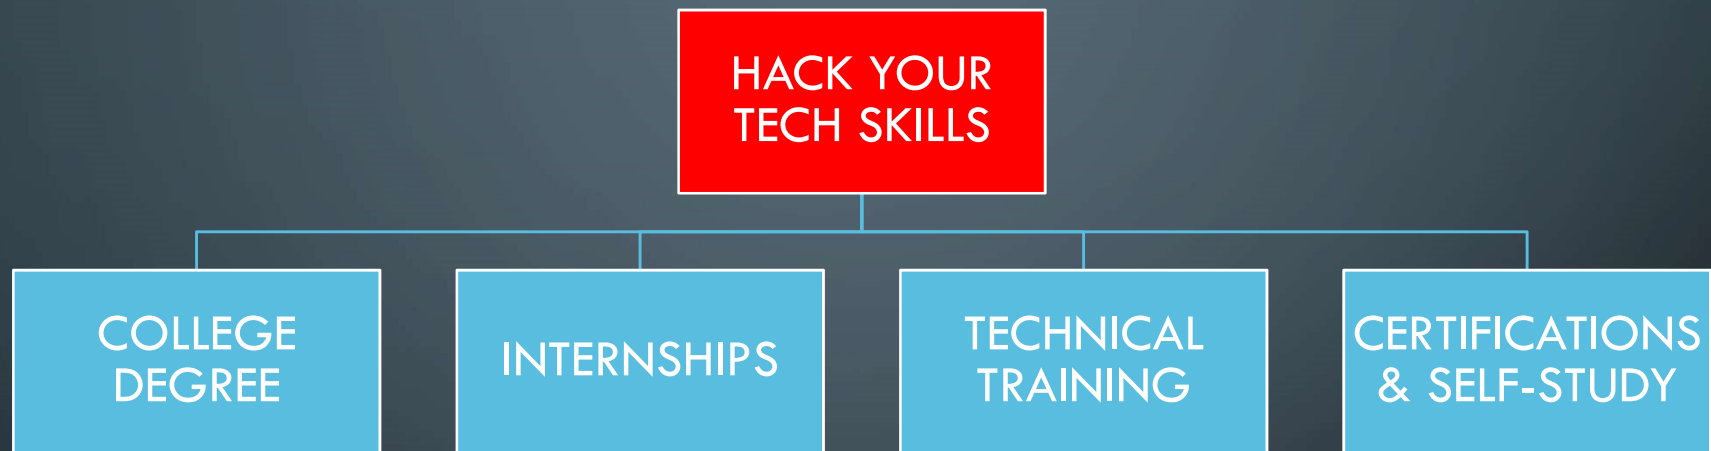 HACK YOUR
TECH SKILLS
COLLEGE
DEGREE
INTERNSHIPS
TECHNICAL
TRAINING
CERTIFICATIONS
& SELF-STUDY